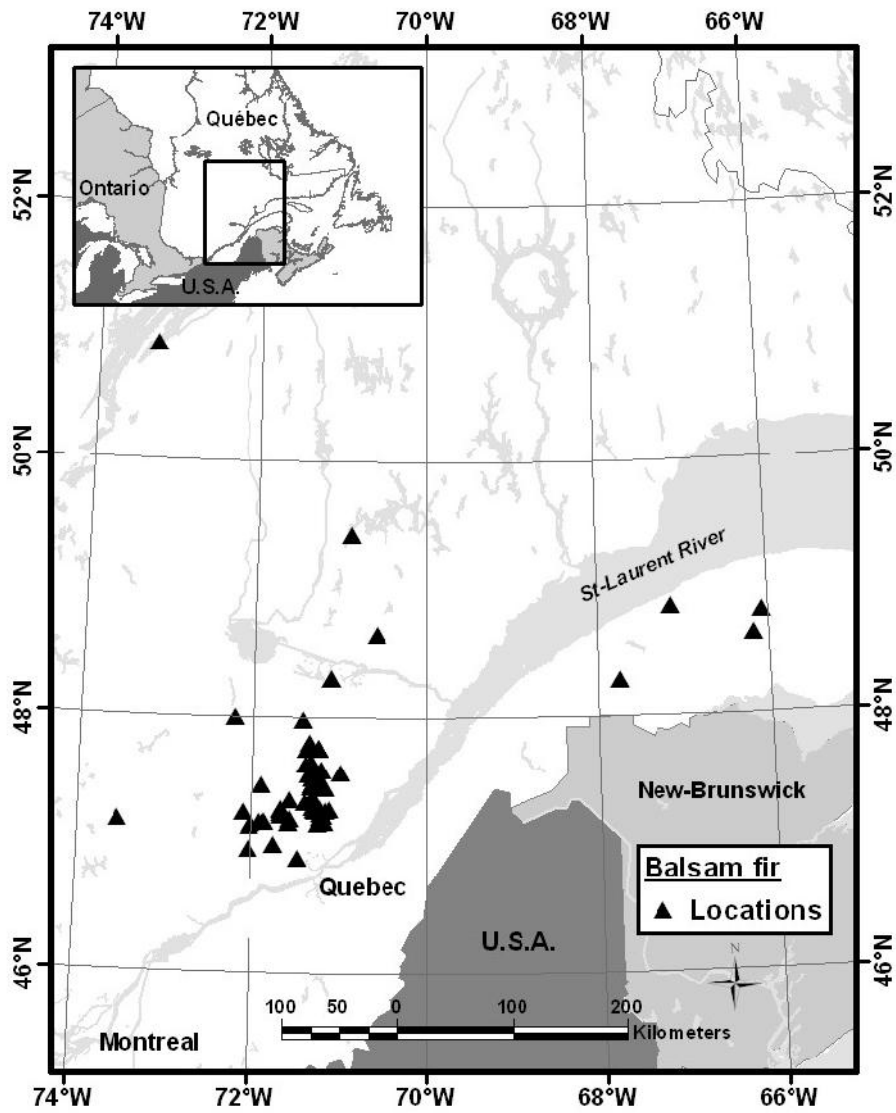 74°W 72°W 70°W 68°W 66°W
Québec
Ontario
U.S.A.
52°N 52°N
50°N 50°N
St-Laurent River
48°N 48°N
New-Brunswick
Balsam fir
Locations
Quebec
U.S.A.
N
46°N 46°N
100 50 0 100 200
Kilometers
Montreal
74°W 72°W 70°W 68°W 66°W